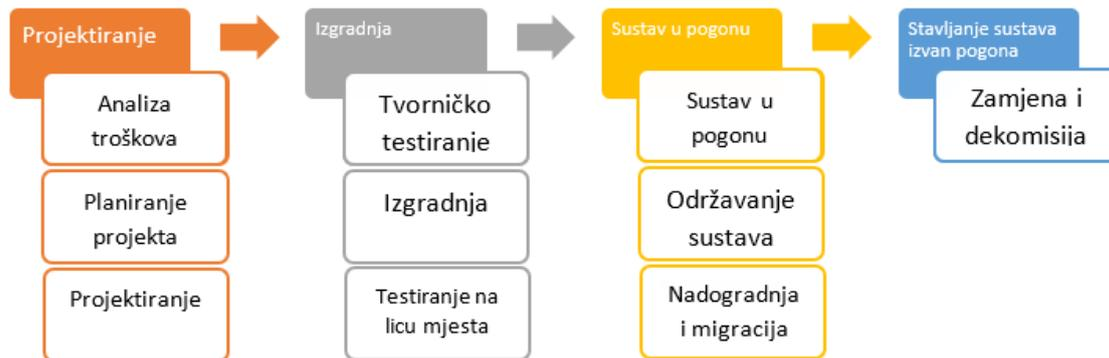 Projektiranje
Analiza
troškova
Planiranje
projekta
Projektiranje
Izgradnja
Tvorničko
testiranje
Izgradnja
Testiranje na
licu mjesta
Sustav u pogonu
Sustav u
pogonu
Održavanje
sustava
Nadogradnja
i migracija
Stavljanje sustava
izvan pogona
Zamjena i
dekomisija